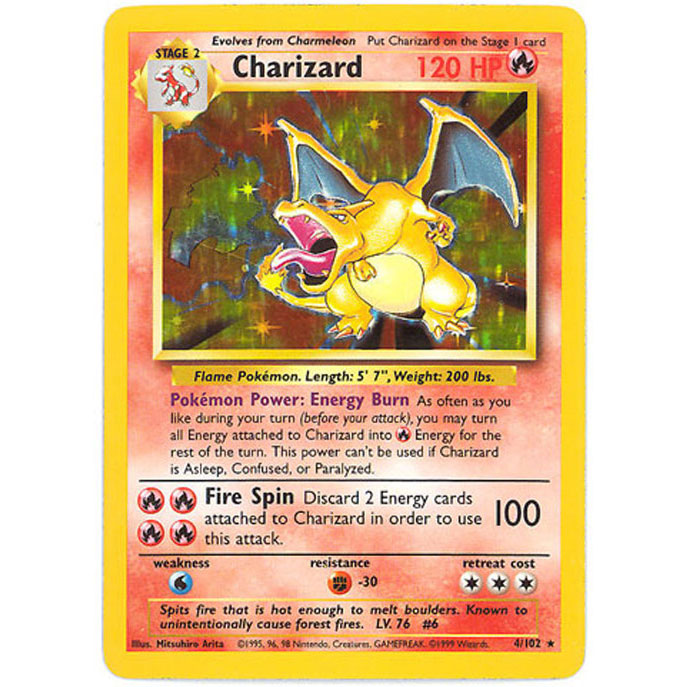 Evolves from Charmeleon Put Charizard on the Stage 1 card
STAGE 2
Charizard 120 HP
Flame Pokémon. Length: 5' 7", Weight: 200 lbs.
Pokémon Power: Energy Burn As often as you
like during your turn (before your attack), you may turn
all Energy attached to Charizard into Energy for the
rest of the turn. This power can't be used if Charizard
is Asleep, Confused, or Paralyzed.
Fire Spin Discard 2 Energy cards
attached to Charizard in order to use 100
this attack.
weakness resistance retreat cost
-30
Spits fire that is hot enough to melt boulders. Known to
unintentionally cause forest fires. LV. 76 #6
Illus. Mitsuhiro Arita ©1995, 96, 98 Nintendo, Creatures, GAMEFREAK. ©1999 Wizards. 4/102 ★